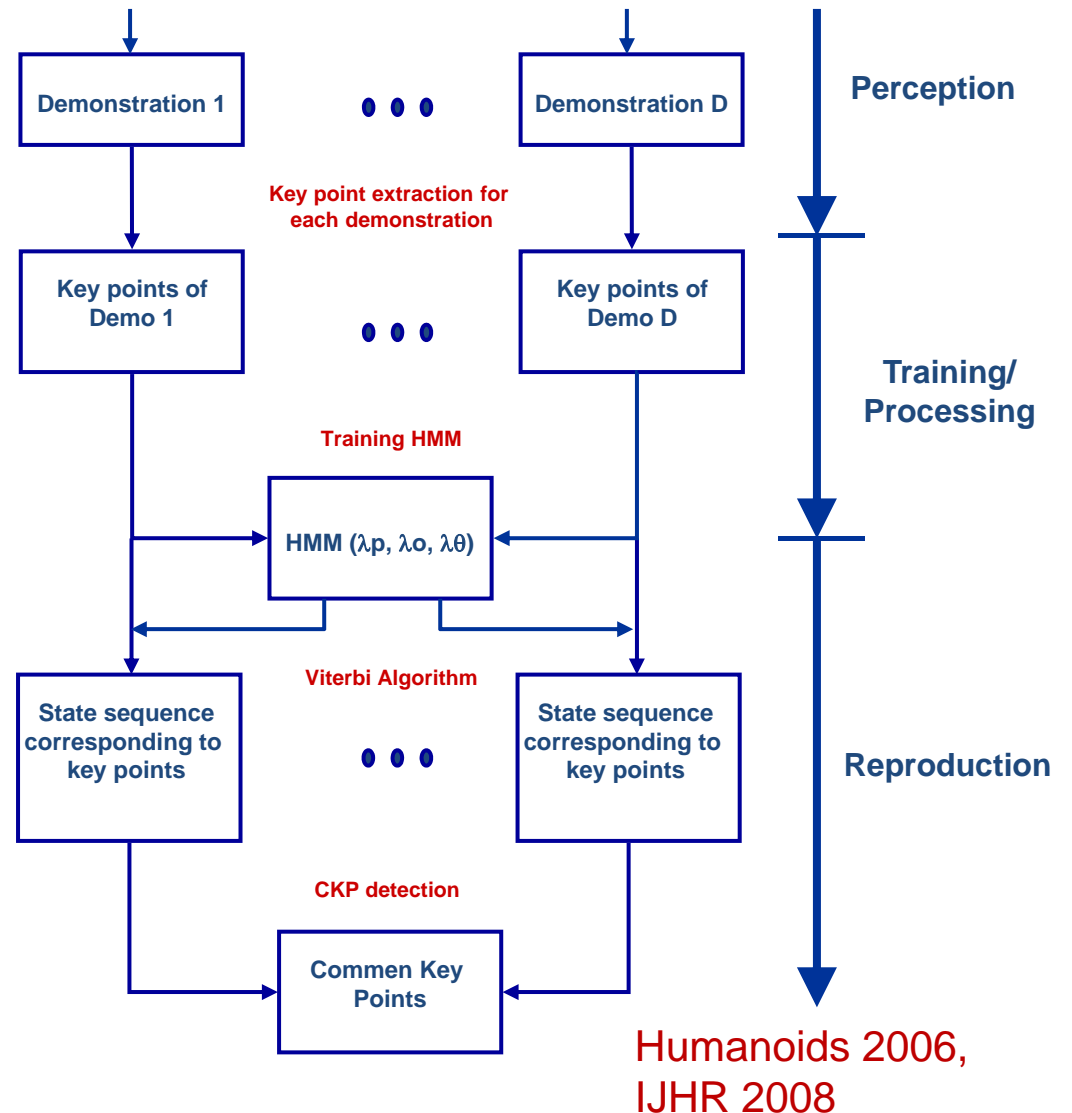 Demonstration 1
Demonstration D
Perception
Key point extraction for
each demonstration
Key points of
Demo 1
Key points of
Demo D
Training/
Processing
Training HMM
HMM (λp, λo, λθ)
Viterbi Algorithm
State sequence
corresponding to
key points
State sequence
corresponding to
key points
Reproduction
CKP detection
Commen Key
Points
Humanoids 2006,
IJHR 2008